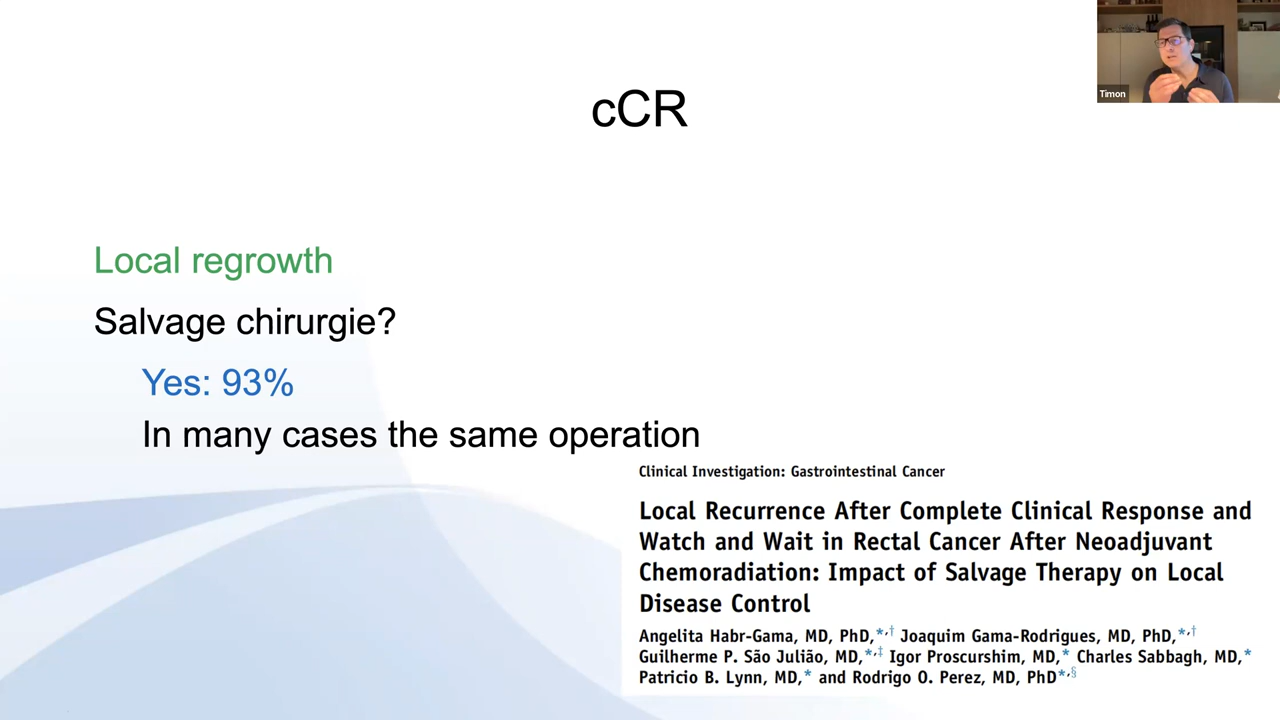 Timon
cCR
Local regrowth
Salvage chirurgie?
Yes: 93%
In many cases the same operation
Clinical Investigation: Gastrointestinal Cancer
Local Recurrence After Complete Clinical Response and
Watch and Wait in Rectal Cancer After Neoadjuvant
Chemoradiation: Impact of Salvage Therapy on Local
Disease Control
Angelita Habr-Gama, MD, PhD,*,† Joaquim Gama-Rodrigues, MD, PhD,*,†
Guilherme P. São Julião, MD,*,‡ Igor Proscurshim, MD,* Charles Sabbagh, MD,*
Patricio B. Lynn, MD,* and Rodrigo O. Perez, MD, PhD*,§